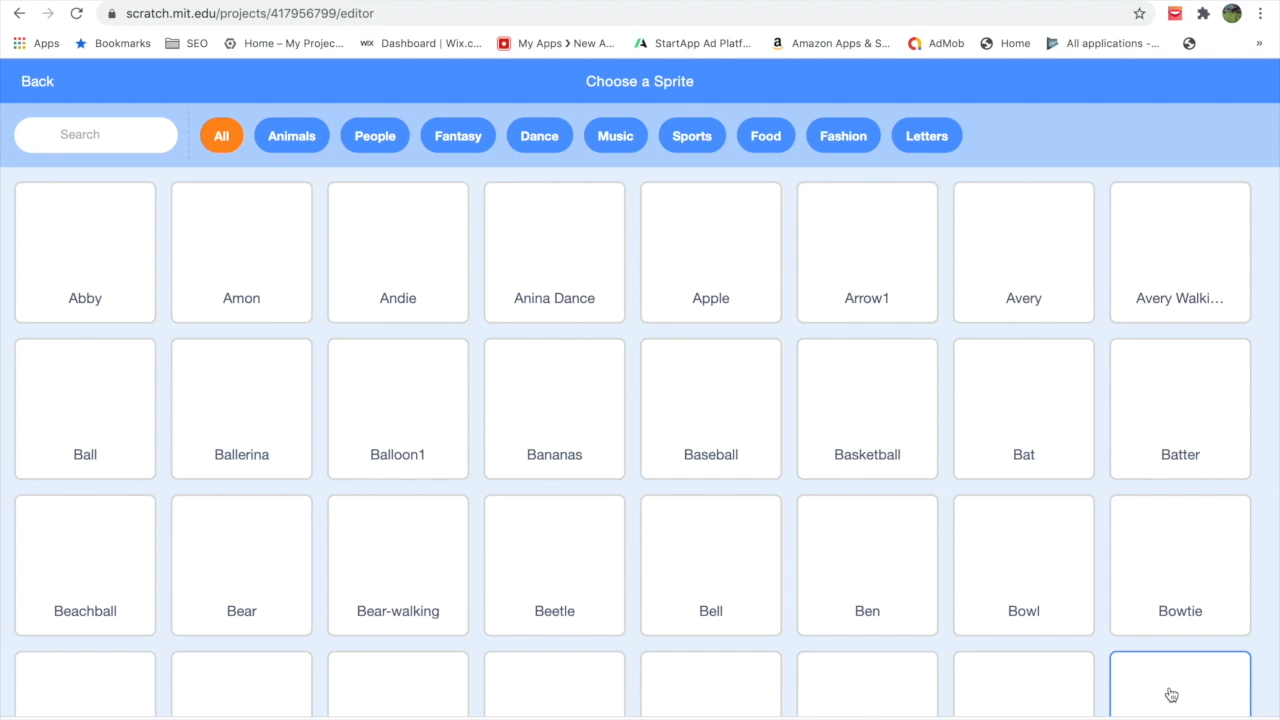 scratch.mit.edu/projects/417956799/editor
Apps Bookmarks SEO Home – My Projec... WiX Dashboard | Wix.c... My Apps ❯ New A... StartApp Ad Platf... a Amazon Apps & S... AdMob Home All applications -... »
Back Choose a Sprite
Search All Animals People Fantasy Dance Music Sports Food Fashion Letters
Abby Amon Andie Anina Dance Apple Arrow1 Avery Avery Walki...
Ball Ballerina Balloon1 Bananas Baseball Basketball Bat Batter
Beachball Bear Bear-walking Beetle Bell Ben Bowl Bowtie